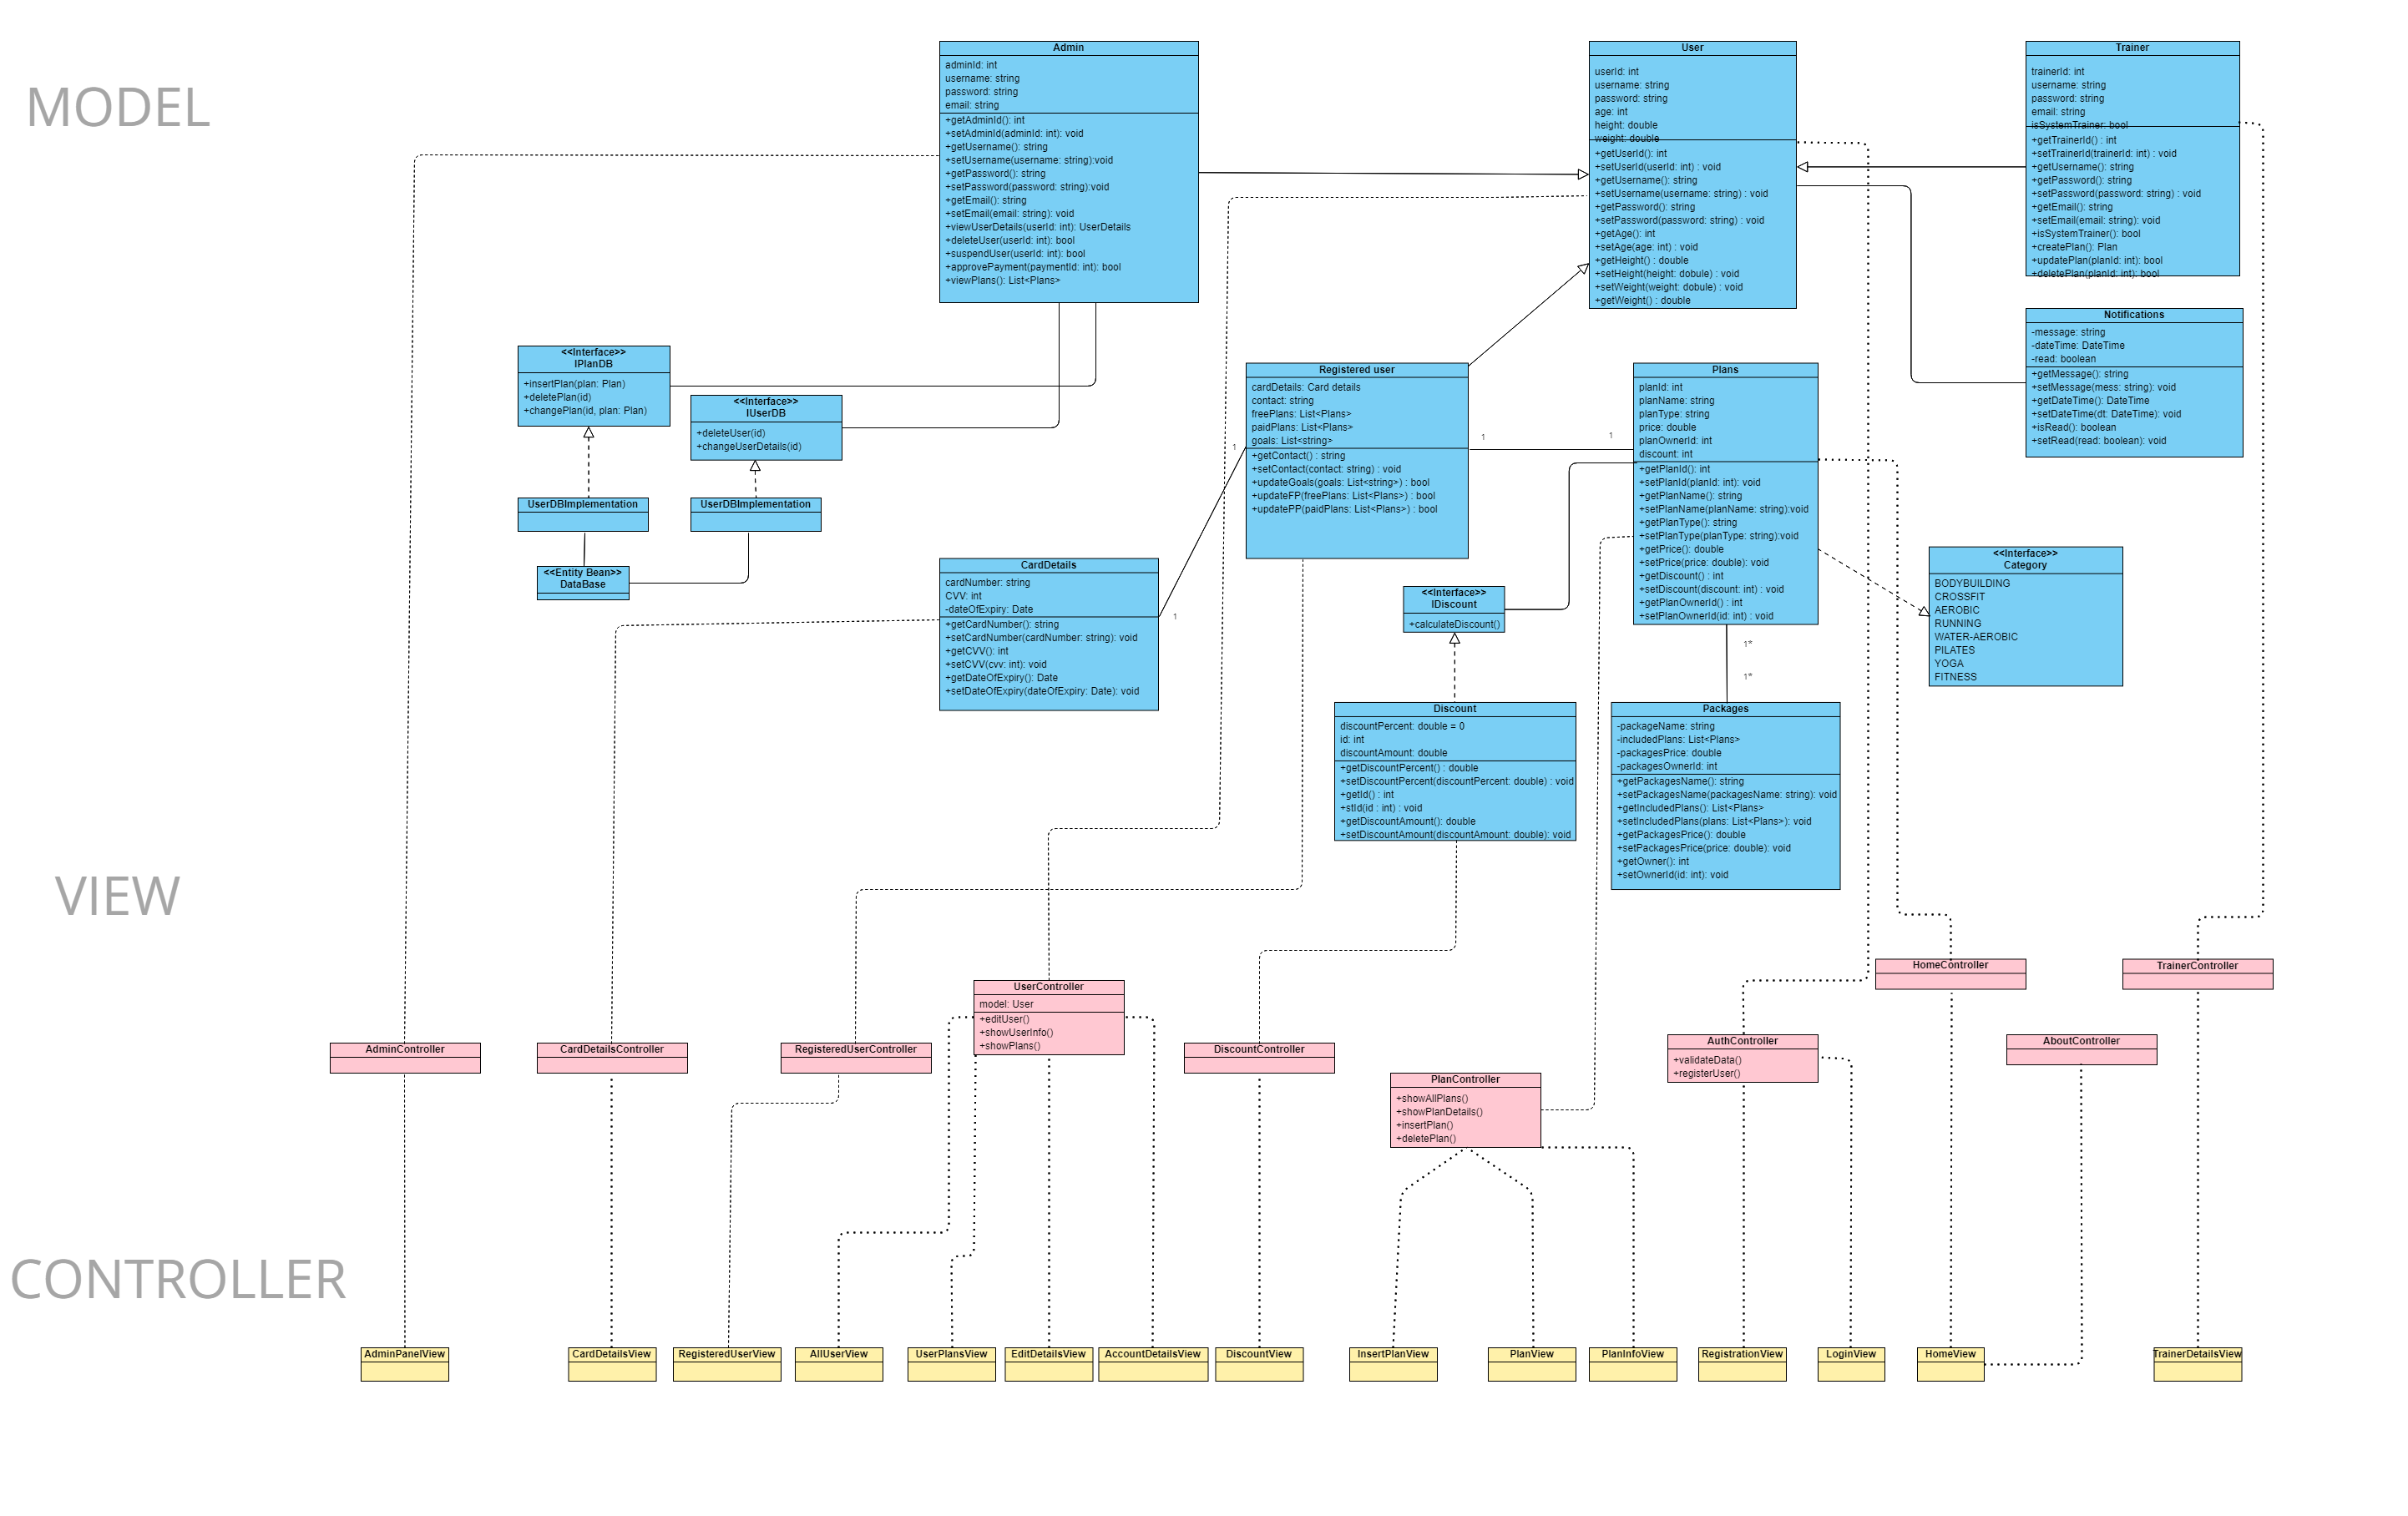 MODEL
Admin
adminId: int
username: string
password: string
email: string
+getAdminId(): int
+setAdminId(adminId: int): void
+getUsername(): string
+setUsername(username: string):void
+getPassword(): string
+setPassword(password: string):void
+getEmail(): string
+setEmail(email: string): void
+viewUserDetails(userId: int): UserDetails
+deleteUser(userId: int): bool
+suspendUser(userId: int): bool
+approvePayment(paymentId: int): bool
+viewPlans(): List<Plans>
User
userId: int
username: string
password: string
age: int
height: double
weight: double
+getUserId(): int
+setUserId(userId: int) : void
+getUsername(): string
+setUsername(username: string) : void
+getPassword(): string
+setPassword(password: string) : void
+getAge(): int
+setAge(age: int) : void
+getHeight() : double
+setHeight(height: dobule) : void
+setWeight(weight: dobule) : void
+getWeight() : double
Trainer
trainerId: int
username: string
password: string
email: string
isSystemTrainer: bool
+getTrainerId() : int
+setTrainerId(trainerId: int) : void
+getUsername(): string
+getPassword(): string
+setPassword(password: string) : void
+getEmail(): string
+setEmail(email: string): void
+isSystemTrainer(): bool
+createPlan(): Plan
+updatePlan(planId: int): bool
+deletePlan(planId: int): bool
Notifications
-message: string
-dateTime: DateTime
-read: boolean
+getMessage(): string
+setMessage(mess: string): void
+getDateTime(): DateTime
+setDateTime(dt: DateTime): void
+isRead(): boolean
+setRead(read: boolean): void
<<Interface>>
IPlanDB
+insertPlan(plan: Plan)
+deletePlan(id)
+changePlan(id, plan: Plan)
<<Interface>>
IUserDB
+deleteUser(id)
+changeUserDetails(id)
UserDBImplementation
UserDBImplementation
<<Entity Bean>>
DataBase
Registered user
cardDetails: Card details
contact: string
freePlans: List<Plans>
paidPlans: List<Plans>
goals: List<string>
+getContact() : string
+setContact(contact: string) : void
+updateGoals(goals: List<string>) : bool
+updateFP(freePlans: List<Plans>) : bool
+updatePP(paidPlans: List<Plans>) : bool
1
1
1
1
Plans
planId: int
planName: string
planType: string
price: double
planOwnerId: int
discount: int
+getPlanId(): int
+setPlanId(planId: int): void
+getPlanName(): string
+setPlanName(planName: string):void
+getPlanType(): string
+setPlanType(planType: string):void
+getPrice(): double
+setPrice(price: double): void
+getDiscount() : int
+setDiscount(discount: int) : void
+getPlanOwnerId() : int
+setPlanOwnerId(id: int) : void
1*
1*
<<Interface>>
Category
BODYBUILDING
CROSSFIT
AEROBIC
RUNNING
WATER-AEROBIC
PILATES
YOGA
FITNESS
CardDetails
cardNumber: string
CVV: int
-dateOfExpiry: Date
+getCardNumber(): string
+setCardNumber(cardNumber: string): void
+getCVV(): int
+setCVV(cvv: int): void
+getDateOfExpiry(): Date
+setDateOfExpiry(dateOfExpiry: Date): void
<<Interface>>
IDiscount
+calculateDiscount()
Discount
discountPercent: double = 0
id: int
discountAmount: double
+getDiscountPercent() : double
+setDiscountPercent(discountPercent: double) : void
+getId() : int
+stId(id : int) : void
+getDiscountAmount(): double
+setDiscountAmount(discountAmount: double): void
Packages
-packageName: string
-includedPlans: List<Plans>
-packagesPrice: double
-packagesOwnerId: int
+getPackagesName(): string
+setPackagesName(packagesName: string): void
+getIncludedPlans(): List<Plans>
+setIncludedPlans(plans: List<Plans>): void
+getPackagesPrice(): double
+setPackagesPrice(price: double): void
+getOwner(): int
+setOwnerId(id: int): void
VIEW
AdminController
CardDetailsController
RegisteredUserController
UserController
model: User
+editUser()
+showUserInfo()
+showPlans()
DiscountController
PlanController
+showAllPlans()
+showPlanDetails()
+insertPlan()
+deletePlan()
AuthController
+validateData()
+registerUser()
HomeController
AboutController
TrainerController
CONTROLLER
AdminPanelView
CardDetailsView
RegisteredUserView
AllUserView
UserPlansView
EditDetailsView
AccountDetailsView
DiscountView
InsertPlanView
PlanView
PlanInfoView
RegistrationView
LoginView
HomeView
TrainerDetailsView